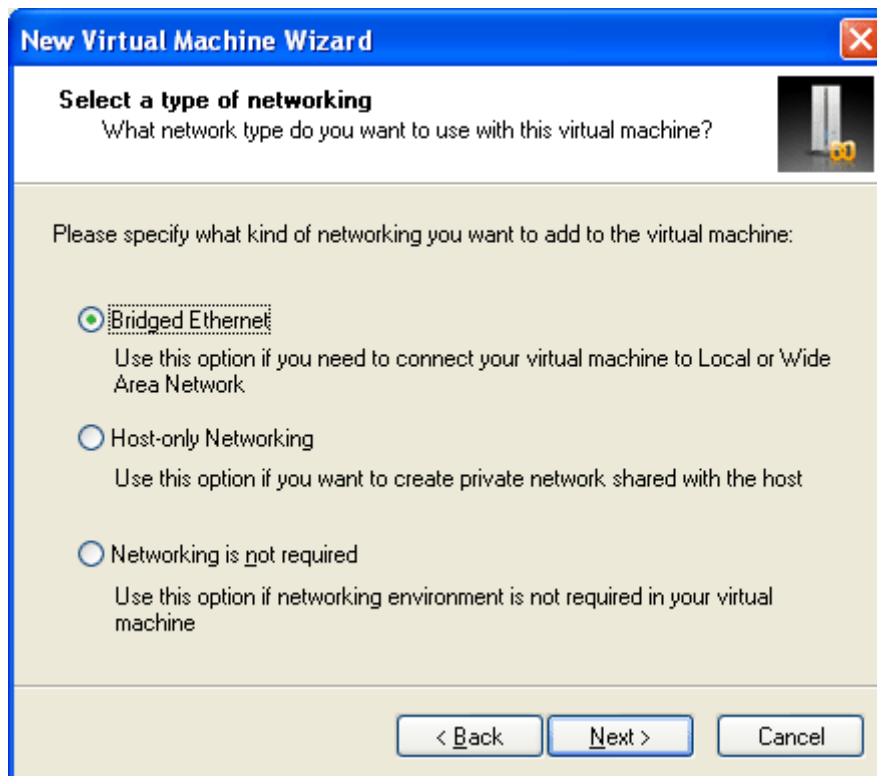 New Virtual Machine Wizard
Select a type of networking
What network type do you want to use with this virtual machine?
Please specify what kind of networking you want to add to the virtual machine:
Bridged Ethernet
Use this option if you need to connect your virtual machine to Local or Wide
Area Network
Host-only Networking
Use this option if you want to create private network shared with the host
Networking is not required
Use this option if networking environment is not required in your virtual
machine
< Back
Next >
Cancel